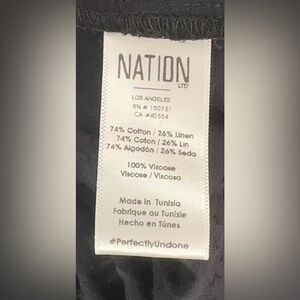 NATION
LTD
LOS ANGELES
RN # 150751
CA #40554
74% Cotton / 26% Linen
74% Coton / 26% Lin
74% Algodón / 26% Seda
100% Viscose
Viscose / Viscosa
Made in Tunisia
Fabrique au Tunisie
Hecho en Túnes
#PerfectlyUndone